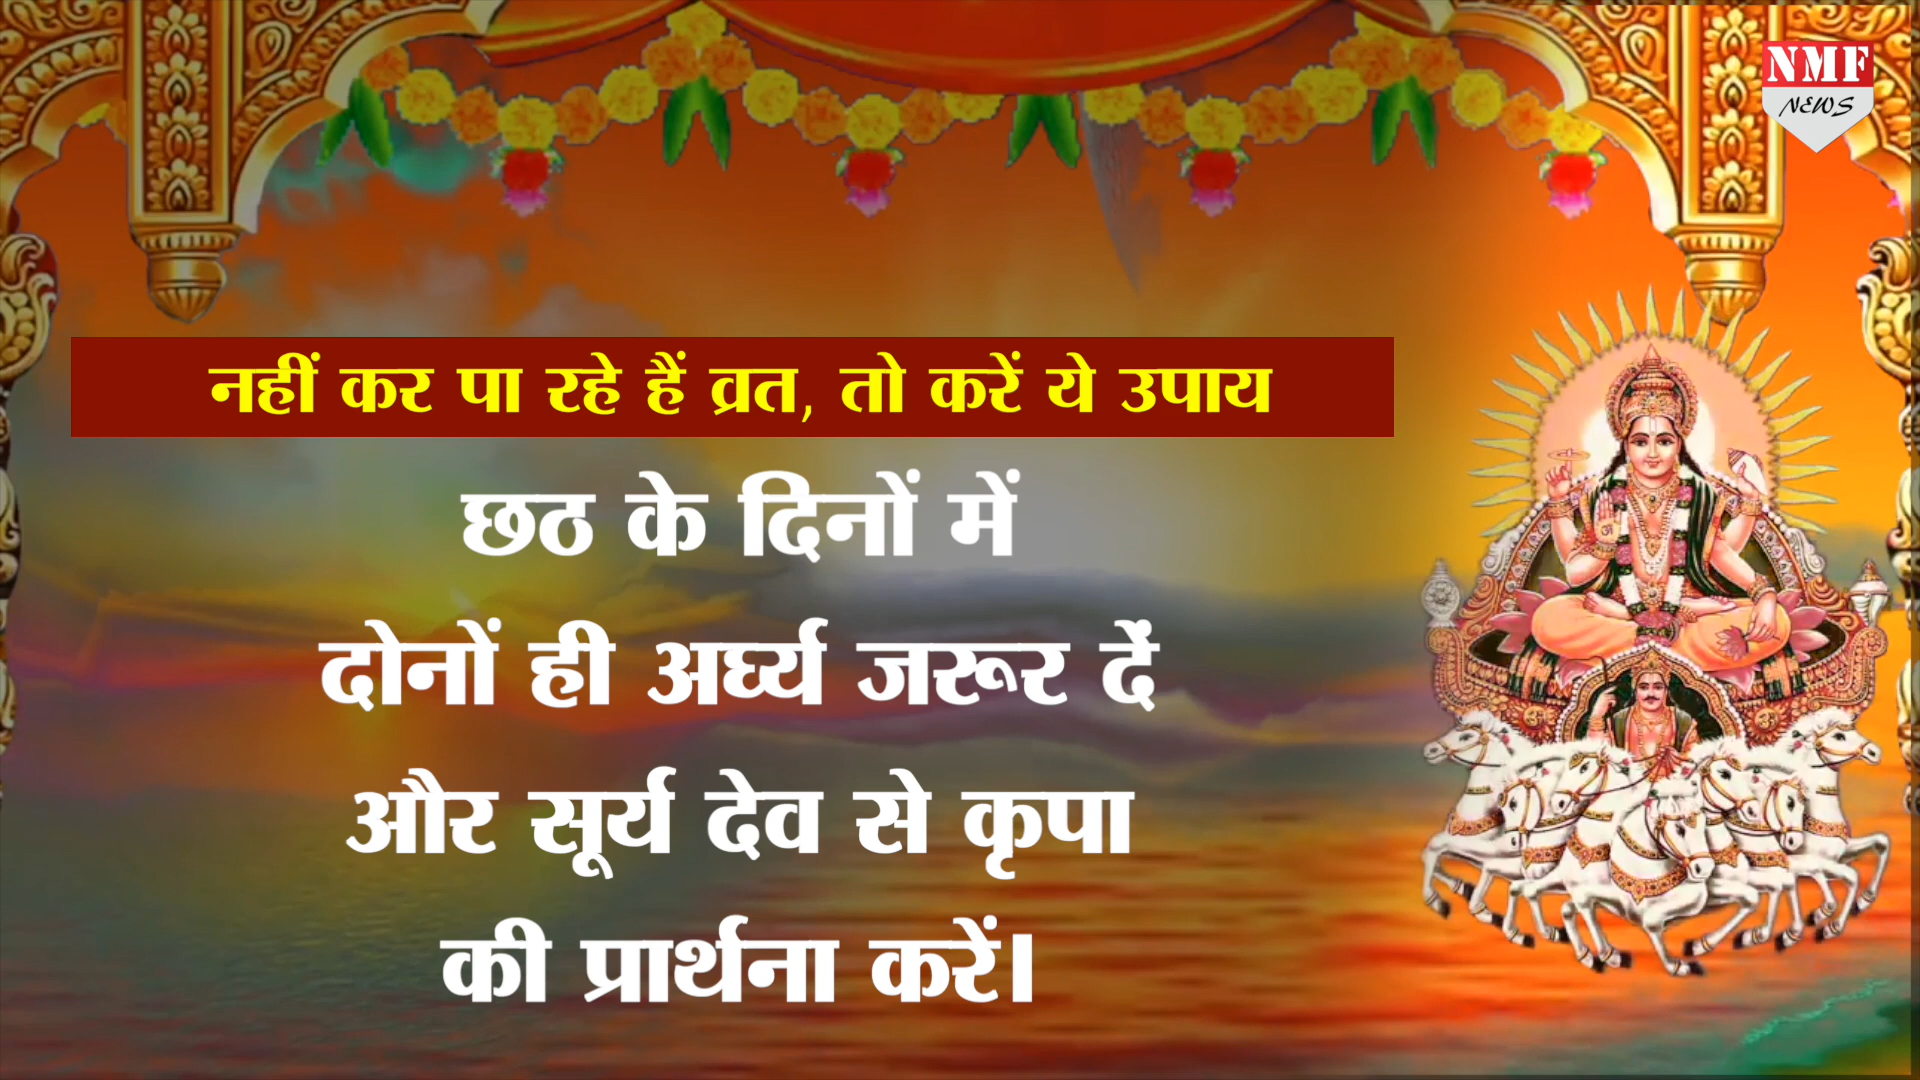 NMF
NEWS
नहीं कर पा रहे हैं व्रत, तो करें ये उपाय
छठ के दिनों में
दोनों ही अर्घ्य जरूर दें
और सूर्य देव से कृपा
की प्रार्थना करें।